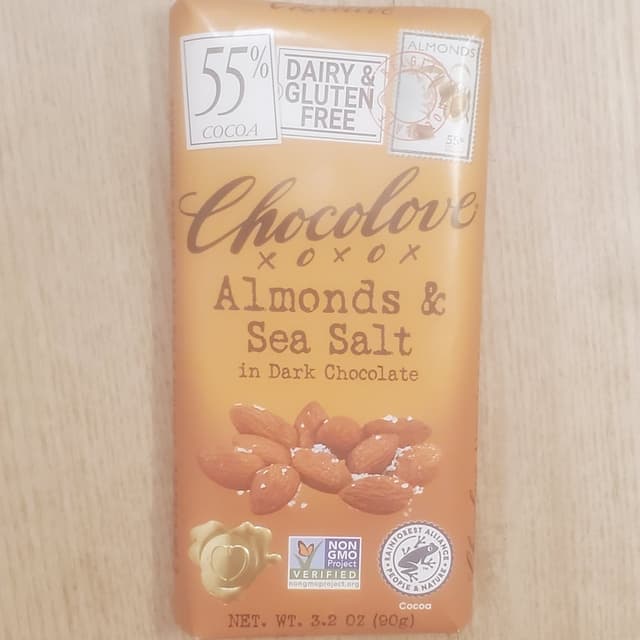 55%
COCOA
DAIRY &
GLUTEN
FREE
ALMONDS
55%
Chocolove
XOXOX
Almonds &
Sea Salt
in Dark Chocolate
NON
GMO
Project
VERIFIED
nongmoproject.org
RAINFOREST ALLIANCE
PEOPLE & NATURE
Cocoa
NET. WT. 3.2 OZ (90g)